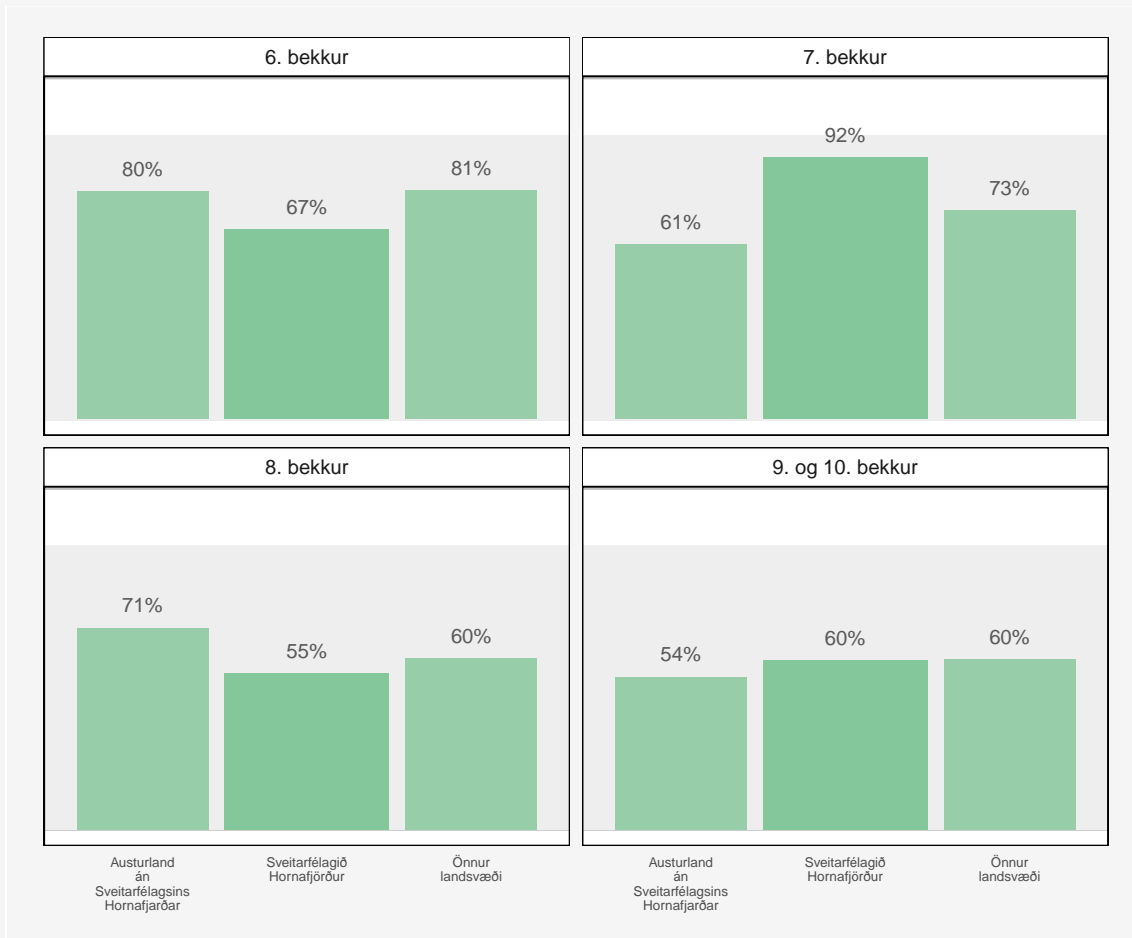 6. bekkur
80%
67%
81%
7. bekkur
61%
92%
73%
8. bekkur
71%
55%
60%
9. og 10. bekkur
54%
60%
60%
Austurland
án
Sveitarfélagsins
Hornafjarðar
Sveitarfélagið
Hornafjörður
Önnur
landsvæði
Austurland
án
Sveitarfélagsins
Hornafjarðar
Sveitarfélagið
Hornafjörður
Önnur
landsvæði